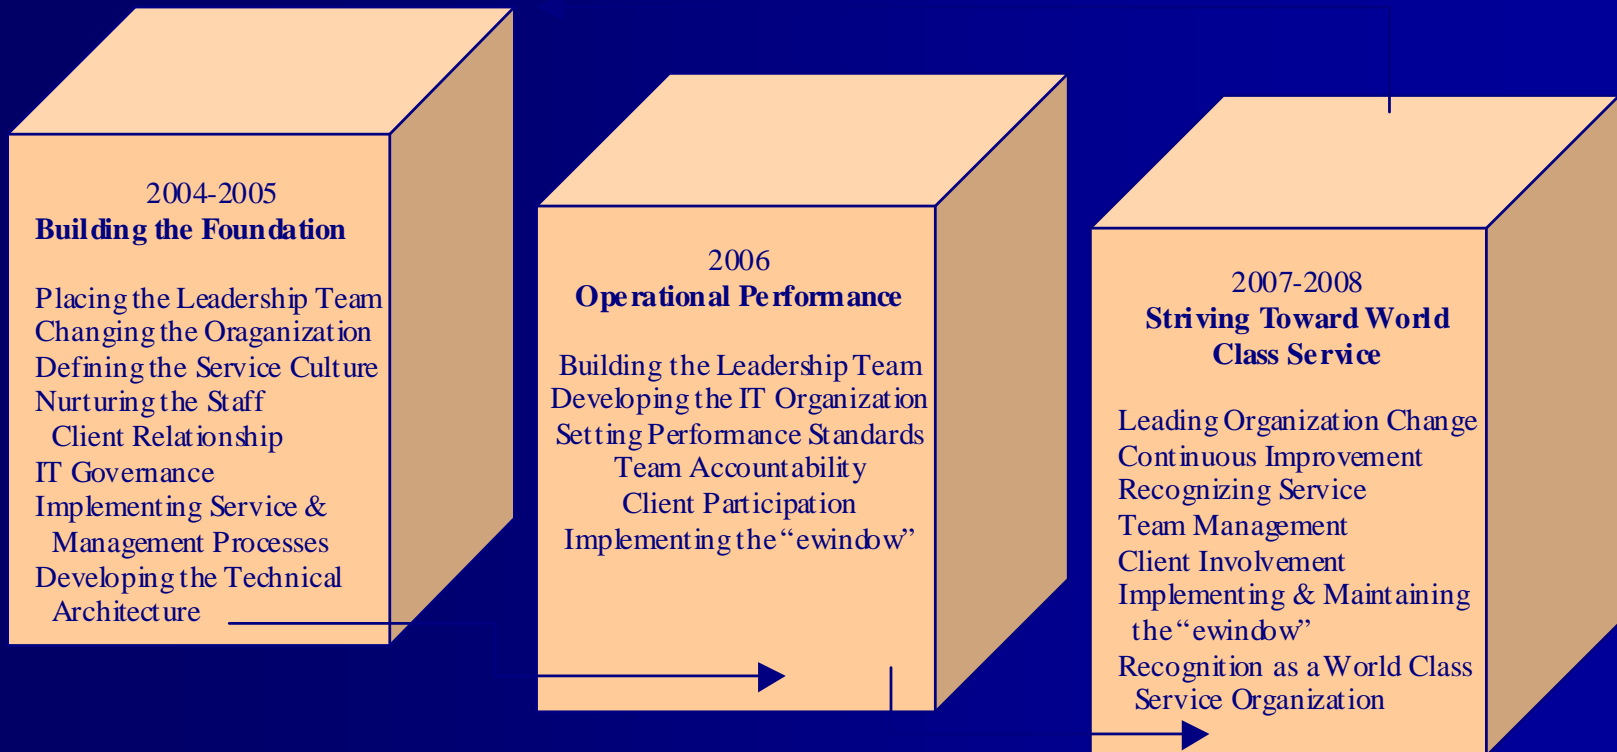 2004-2005
Building the Foundation
Placing the Leadership Team
Changing the Oraganization
Defining the Service Culture
Nurturing the Staff
Client Relationship
IT Governance
Implementing Service &
Management Processes
Developing the Technical
Architecture
2006
Operational Performance
Building the Leadership Team
Developing the IT Organization
Setting Performance Standards
Team Accountability
Client Participation
Implementing the “ewindow”
2007-2008
Striving Toward World
Class Service
Leading Organization Change
Continuous Improvement
Recognizing Service
Team Management
Client Involvement
Implementing & Maintaining
the “ewindow”
Recognition as a World Class
Service Organization